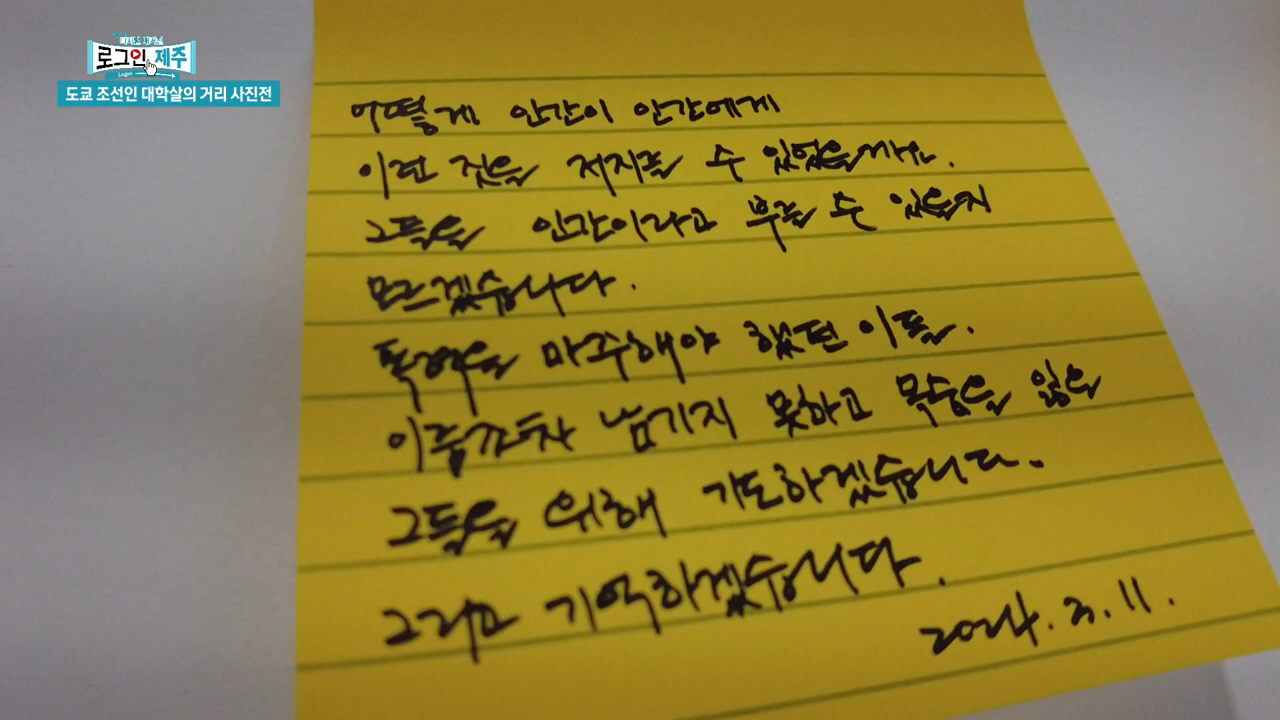 로그인 제주
Login
도쿄 조선인 대학살의 거리 사진전
어떻게 인간이 인간에게
이런 짓을 저지를 수 있었을까요.
그들을 인간이라고 부를 수 있을지
모르겠습니다.
폭력을 마주해야 했던 이들.
이름조차 남기지 못하고 목숨을 잃은
그들을 위해 기도하겠습니다.
그리고 기억하겠습니다.
2024. 3. 11.